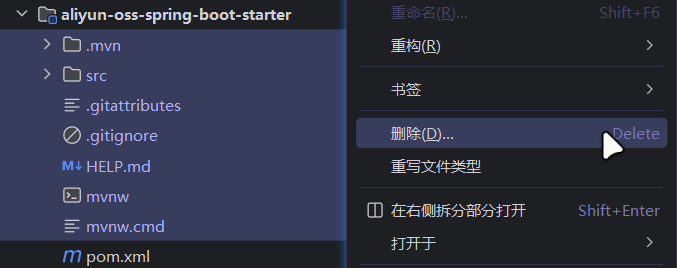 aliyun-oss-spring-boot-starter
.mvn
src
.gitattributes
.gitignore
M↓ HELP.md
mvnw
mvnw.cmd
m pom.xml
重命名(R)... Shift+F6
重构(R)
书签
删除(D)... Delete
重写文件类型
在右侧拆分部分打开 Shift+Enter
打开于